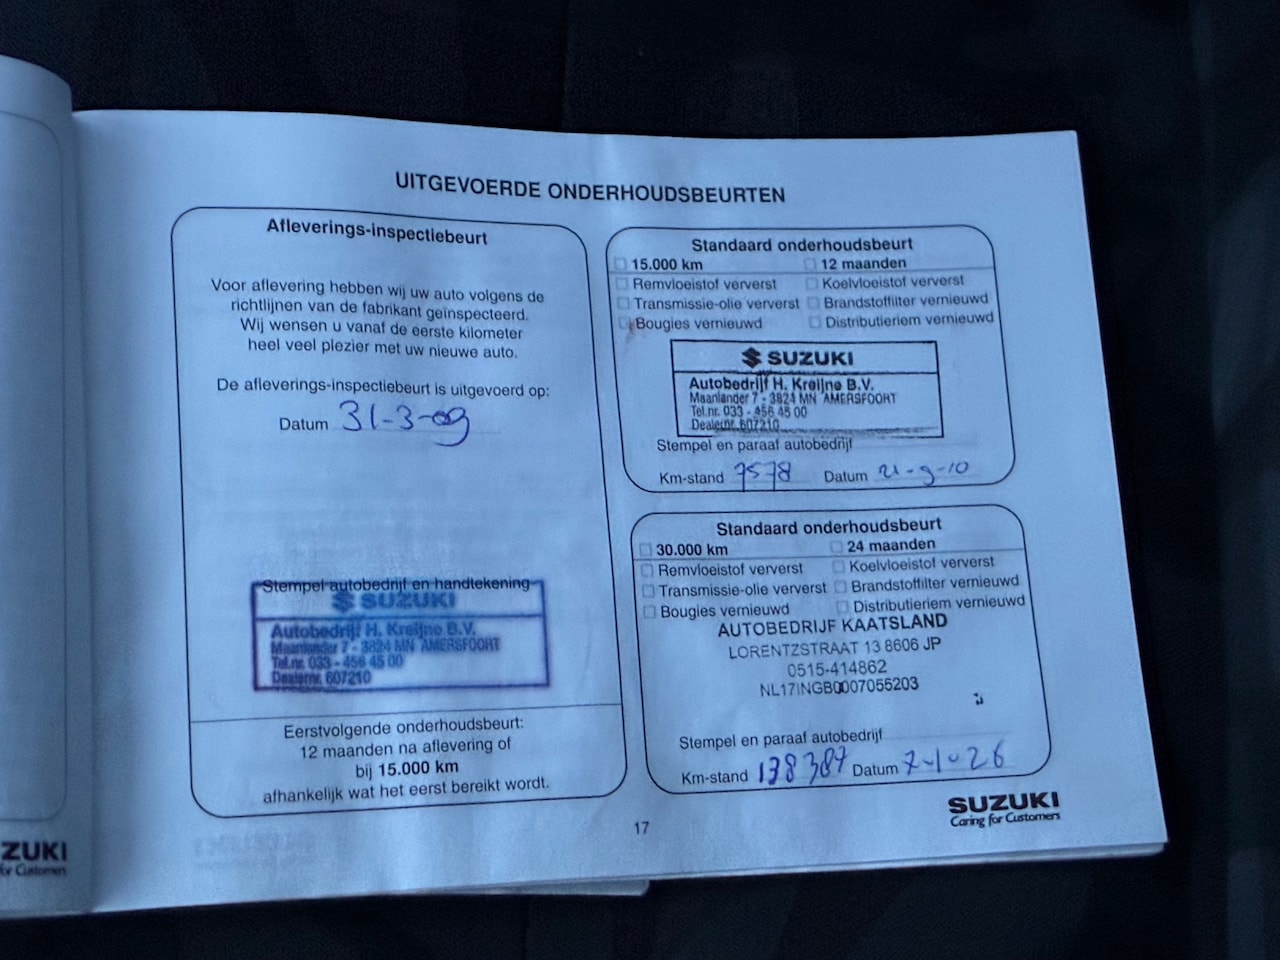 UITGEVOERDE ONDERHOUDSBEURTEN
Afleverings-inspectiebeurt
Voor aflevering hebben wij uw auto volgens de
richtlijnen van de fabrikant geïnspecteerd.
Wij wensen u vanaf de eerste kilometer
heel veel plezier met uw nieuwe auto.
De afleverings-inspectiebeurt is uitgevoerd op:
Datum 31-3-09
Stempel autobedrijf en handtekening
SUZUKI
Autobedrijf H. Kreijne B.V.
Maanlander 7 - 3824 MN AMERSFOORT
Tel.nr. 033 - 456 45 00
Dealernr. 607210
Eerstvolgende onderhoudsbeurt:
12 maanden na aflevering of
bij 15.000 km
afhankelijk wat het eerst bereikt wordt.
Standaard onderhoudsbeurt
15.000 km 12 maanden
Remvloeistof ververst Koelvloeistof ververst
Transmissie-olie ververst Brandstoffilter vernieuwd
Bougies vernieuwd Distributieriem vernieuwd
SUZUKI
Autobedrijf H. Kreijne B.V.
Maanlander 7 - 3824 MN AMERSFOORT
Tel.nr. 033 - 456 45 00
Dealernr. 607210
Stempel en paraaf autobedrijf
Km-stand 7578 Datum 21-9-10
Standaard onderhoudsbeurt
30.000 km 24 maanden
Remvloeistof ververst Koelvloeistof ververst
Transmissie-olie ververst Brandstoffilter vernieuwd
Bougies vernieuwd Distributieriem vernieuwd
AUTOBEDRIJF KAATSLAND
LORENTZSTRAAT 13 8606 JP
0515-414862
NL17INGB0007055203
Stempel en paraaf autobedrijf
Km-stand 138387 Datum 7-1-26
17
SUZUKI
Caring for Customers
ZUKI
for Customers